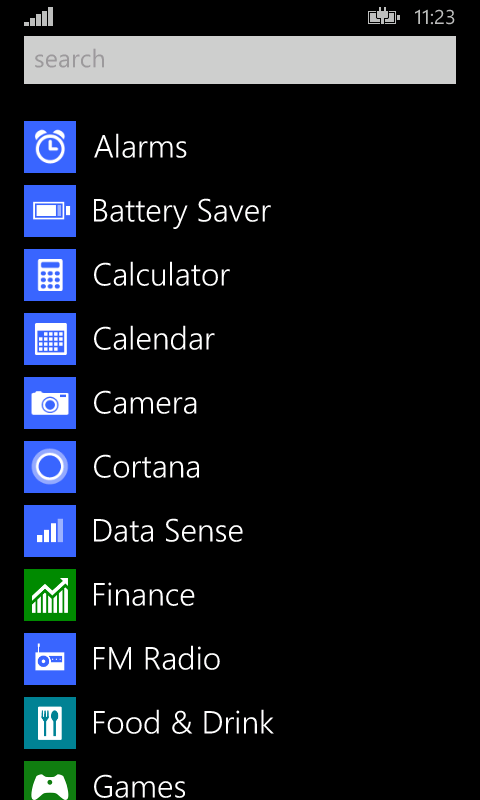 11:23
search
Alarms
Battery Saver
Calculator
Calendar
Camera
Cortana
Data Sense
Finance
FM Radio
Food & Drink
Games